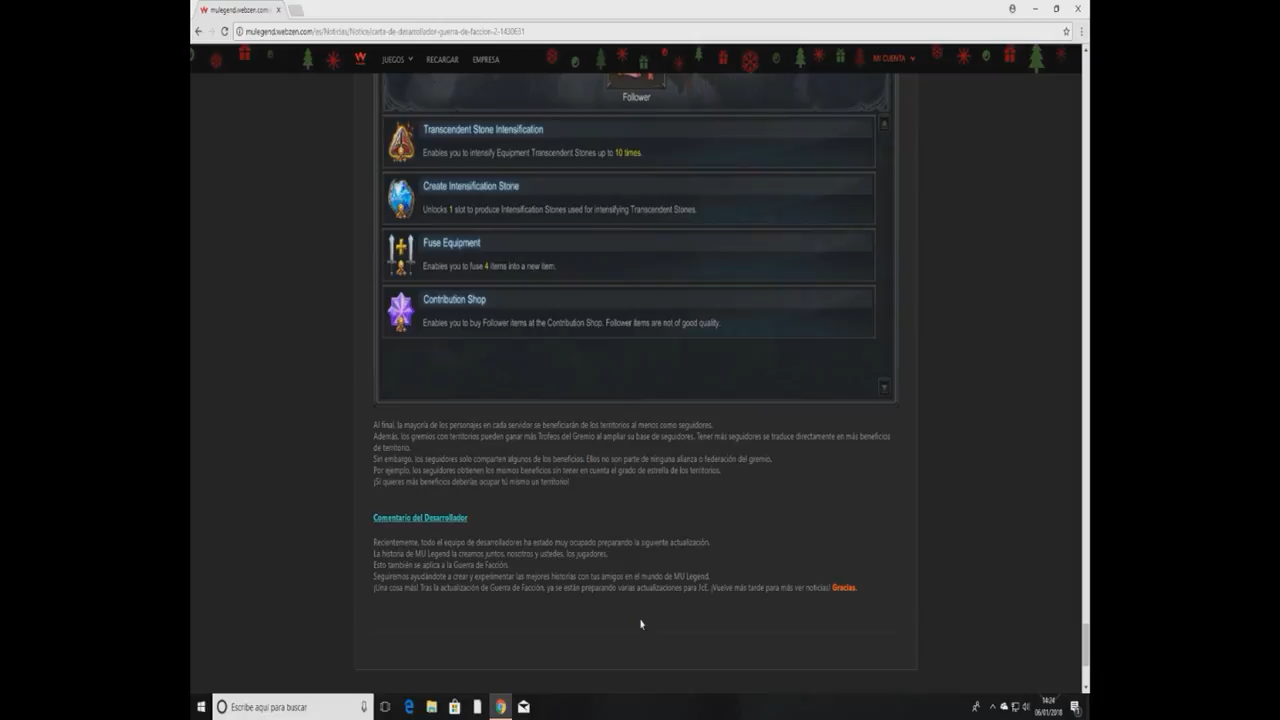 mulegend.webzen.com
mulegend.webzen.com/es/Noticias/Notice/carta-de-desarrollador-guerra-de-faccion-2-1430631
JUEGOS
RECARGAR
EMPRESA
MI CUENTA
Follower
Transcendent Stone Intensification
Enables you to intensify Equipment Transcendent Stones up to 10 times.
Create Intensification Stone
Unlocks 1 slot to produce Intensification Stones used for intensifying Transcendent Stones.
Fuse Equipment
Enables you to fuse 4 items into a new item.
Contribution Shop
Enables you to buy Follower items at the Contribution Shop. Follower items are not of good quality.
Al final, la mayoría de los personajes en cada servidor se beneficiarán de los territorios al menos como seguidores.
Además, los gremios con territorios pueden ganar más Trofeos del Gremio al ampliar su base de seguidores. Tener más seguidores se traduce directamente en más beneficios
de territorio.
Sin embargo, los seguidores solo comparten algunos de los beneficios. Ellos no son parte de ninguna alianza o federación del gremio.
Por ejemplo, los seguidores obtienen los mismos beneficios sin tener en cuenta el grado de estrella de los territorios.
¡Si quieres más beneficios deberías ocupar tú mismo un territorio!
Comentario del Desarrollador
Recientemente, todo el equipo de desarrolladores ha estado muy ocupado preparando la siguiente actualización.
La historia de MU Legend la creamos juntos, nosotros y ustedes, los jugadores.
Esto también se aplica a la Guerra de Facción.
Seguiremos ayudándote a crear y experimentar las mejores historias con tus amigos en el mundo de MU Legend.
¡Una cosa más! Tras la actualización de Guerra de Facción, ya se están preparando varias actualizaciones para JcE. ¡Vuelve más tarde para más ver noticias! Gracias.
Escribe aquí para buscar
14:24
06/01/2018